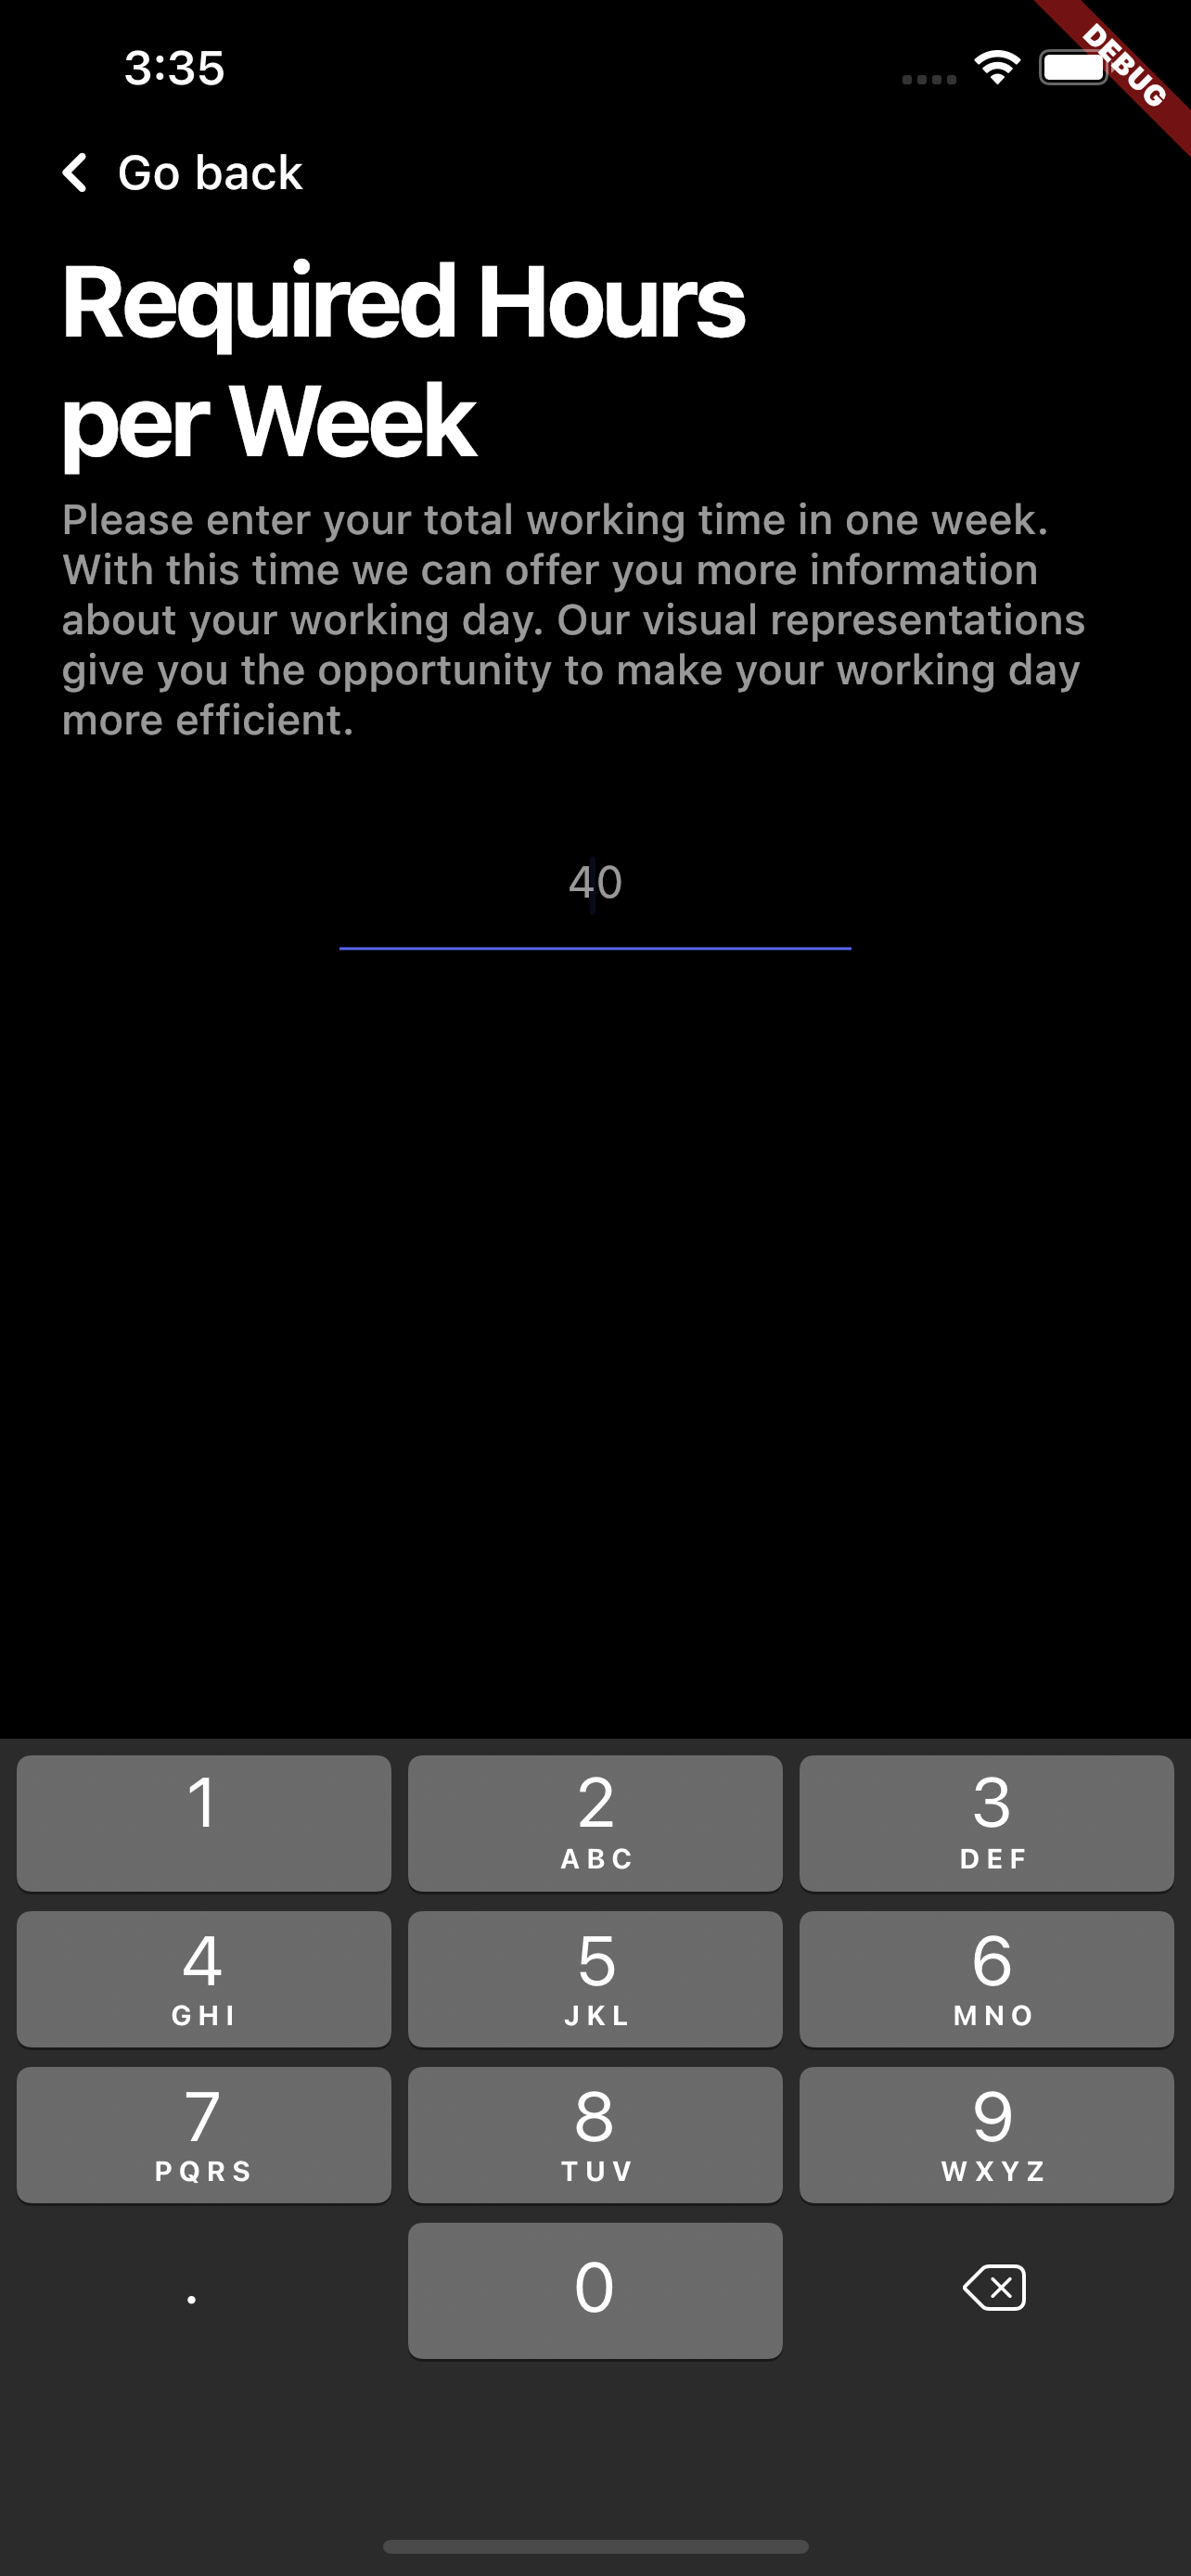 3:35
DEBUG
Go back
Required Hours
per Week
Please enter your total working time in one week.
With this time we can offer you more information
about your working day. Our visual representations
give you the opportunity to make your working day
more efficient.
40
1
2
3
ABC
DEF
4
5
6
GHI
JKL
MNO
7
8
9
PQRS
TUV
WXYZ
.
0